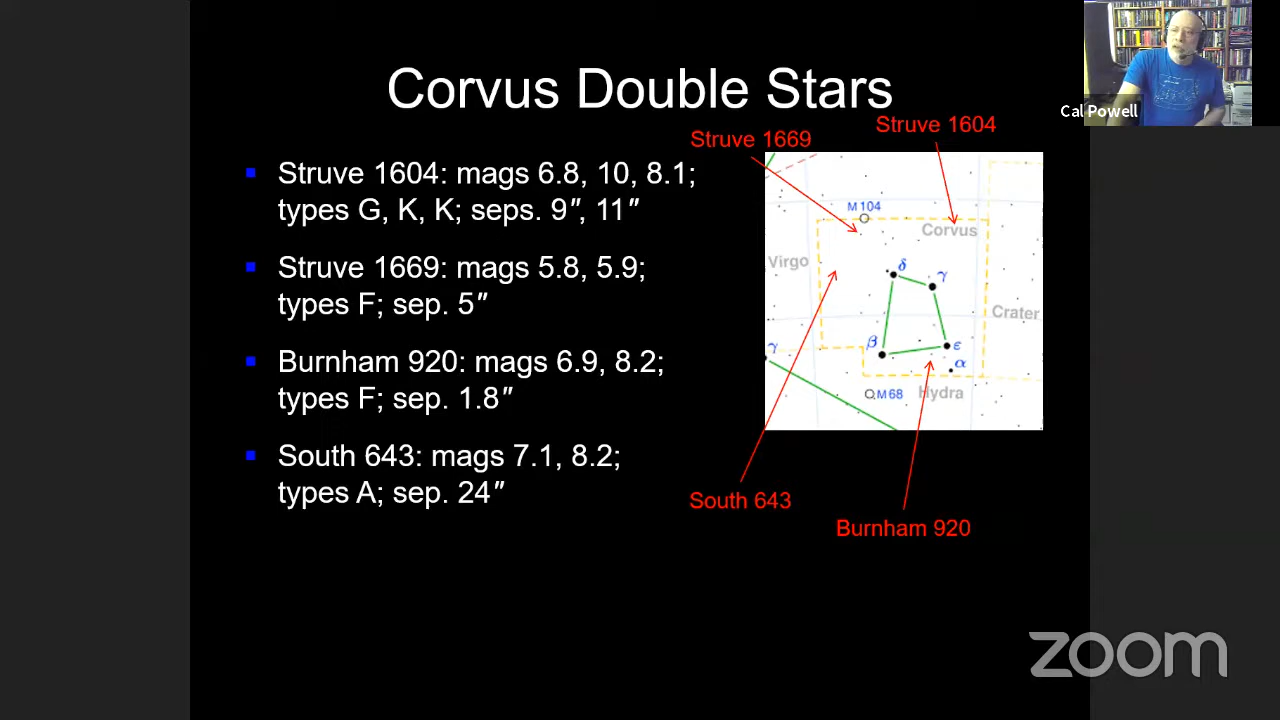 Corvus Double Stars
Cal Powell
Struve 1604: mags 6.8, 10, 8.1;
types G, K, K; seps. 9″, 11″
Struve 1669: mags 5.8, 5.9;
types F; sep. 5″
Burnham 920: mags 6.9, 8.2;
types F; sep. 1.8″
South 643: mags 7.1, 8.2;
types A; sep. 24″
Struve 1669
Struve 1604
M 104
Corvus
Virgo
δ
γ
Crater
β
ε
γ
α
M 68
Hydra
South 643
Burnham 920
zoom